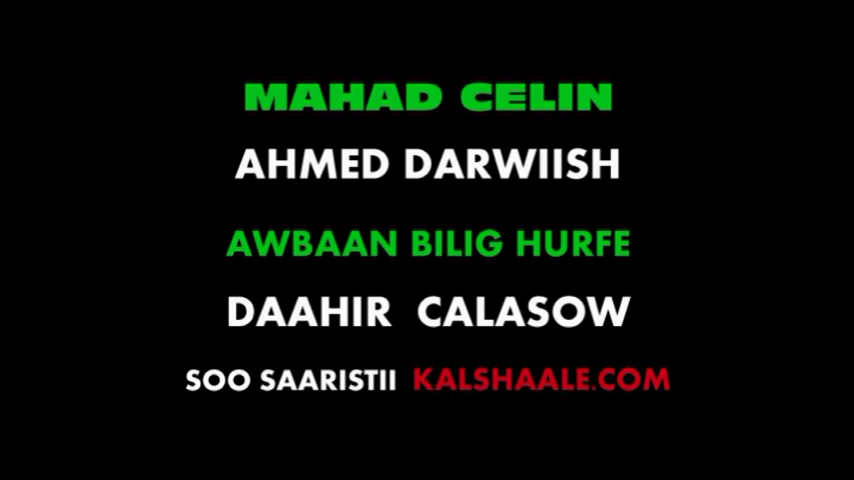 MAHAD CELIN
AHMED DARWIISH
AWBAAN BILIG HURFE
DAAHIR CALASOW
SOO SAARISTII KALSHAALE.COM